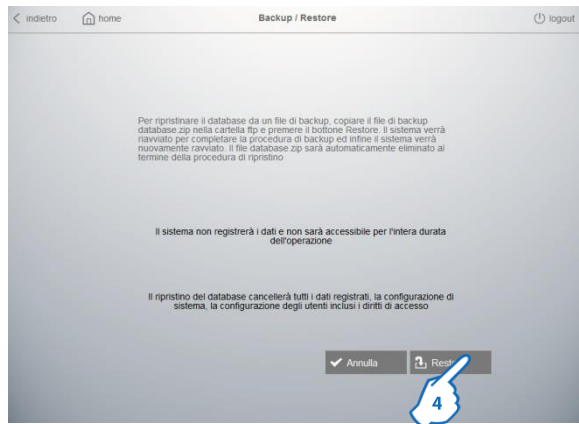 indietro
home
Backup / Restore
logout
Per ripristinare il database da un file di backup, copiare il file di backup
database.zip nella cartella ftp e premere il bottone Restore. Il sistema verrà
riavviato per completare la procedura di backup ed infine il sistema verrà
nuovamente ravviato. Il file database.zip sarà automaticamente eliminato al
termine della procedura di ripristino
Il sistema non registrerà i dati e non sarà accessibile per l'intera durata
dell'operazione
Il ripristino del database cancellerà tutti i dati registrati, la configurazione di
sistema, la configurazione degli utenti inclusi i diritti di accesso
Annulla
4